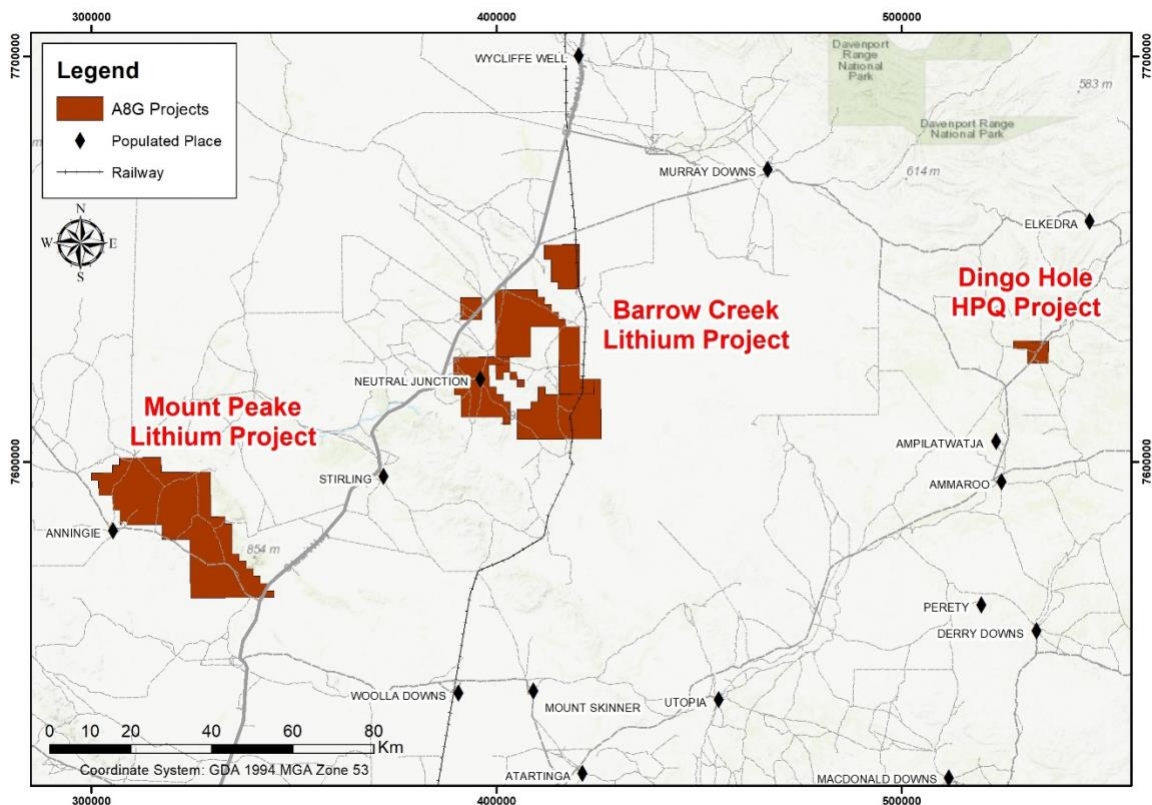 300000
400000
500000
7700000
7700000
Legend
A8G Projects
Populated Place
Railway
N
W
E
S
WYCLIFFE WELL
Davenport
Range
National
Park
583 m
Davenport Range
National Park
MURRAY DOWNS
614 m
ELKEDRA
Dingo Hole
HPQ Project
Barrow Creek
Lithium Project
NEUTRAL JUNCTION
Mount Peake
Lithium Project
AMPILATWATJA
7600000
7600000
STIRLING
AMMAROO
ANNINGIE
854 m
PERETY
DERRY DOWNS
WOOLLA DOWNS
MOUNT SKINNER
UTOPIA
0 10 20 40 60 80
Km
Coordinate System: GDA 1994 MGA Zone 53
ATARTINGA
MACDONALD DOWNS
300000
400000
500000